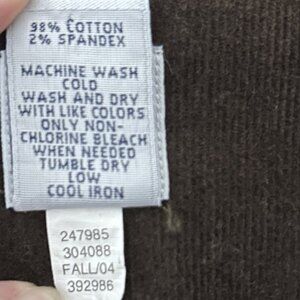 98% COTTON
2% SPANDEX
MACHINE WASH
COLD
WASH AND DRY
WITH LIKE COLORS
ONLY NON-
CHLORINE BLEACH
WHEN NEEDED
TUMBLE DRY
LOW
COOL IRON
247985
304088
FALL/04
392986